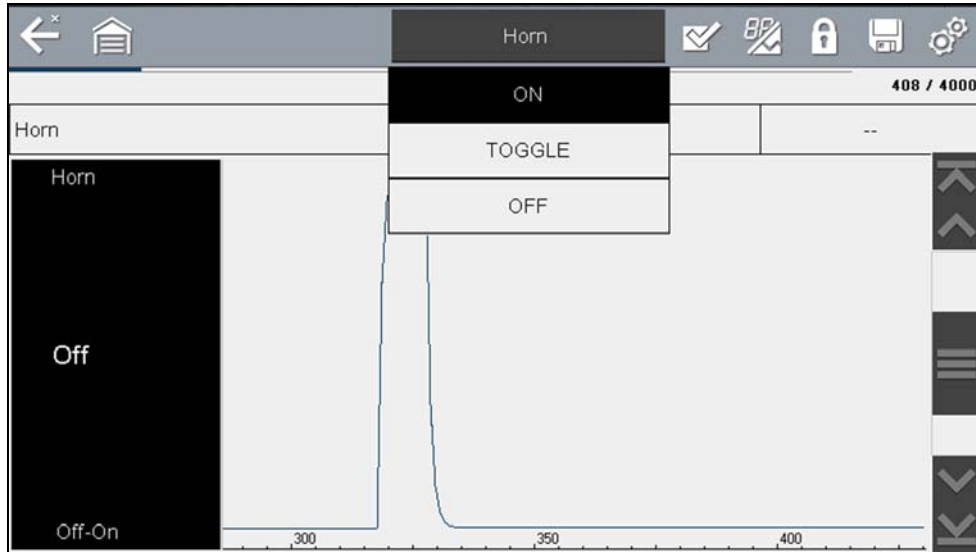 Horn
ON
408 / 4000
Horn
--
TOGGLE
Horn
OFF
Off
Off-On
300
350
400